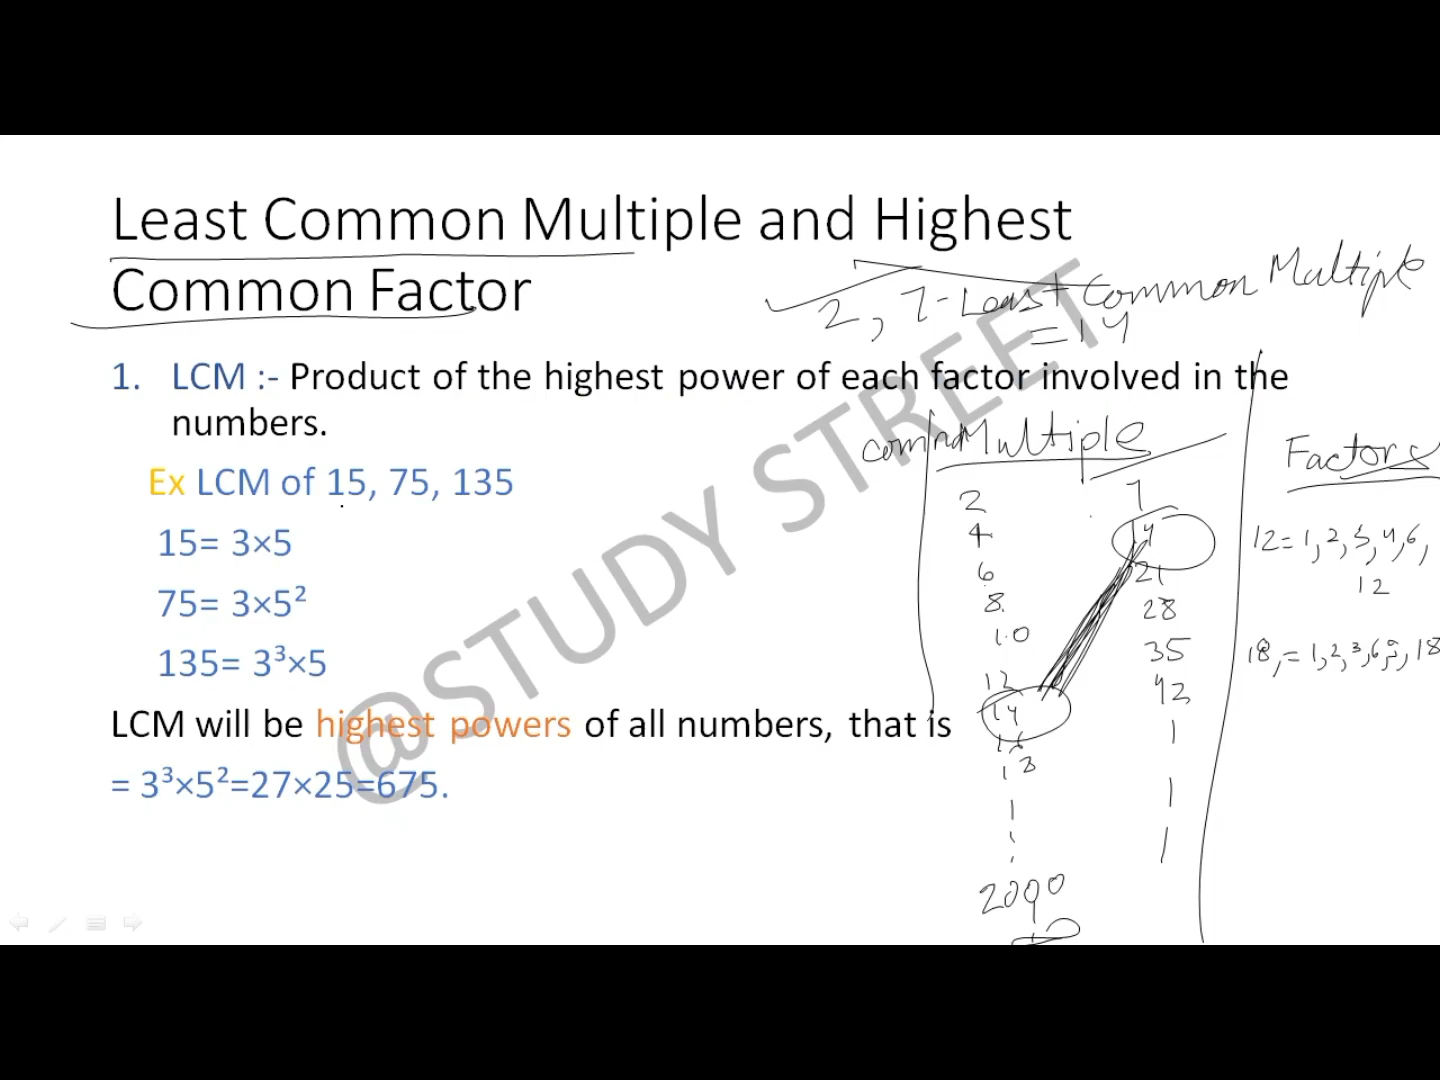 Least Common Multiple and Highest
Common Factor
2, 7 - Least Common Multiple
= 14
1. LCM :- Product of the highest power of each factor involved in the
numbers.
Ex LCM of 15, 75, 135
15= 3×5
75= 3×5²
135= 3³×5
LCM will be highest powers of all numbers, that is
= 3³×5²=27×25=675.
@STUDY STREET
Multiple
2
4
6
8
10
12
14
16
18
7
14
21
28
35
42
Factors
12 = 1, 2, 3, 4, 6,
12
18, = 1, 2, 3, 6, 9, 18